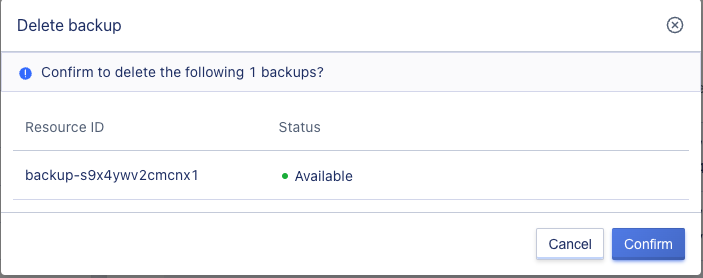 Delete backup
Confirm to delete the following 1 backups?
Resource ID Status
backup-s9x4ywv2cmcnx1 Available
Cancel Confirm